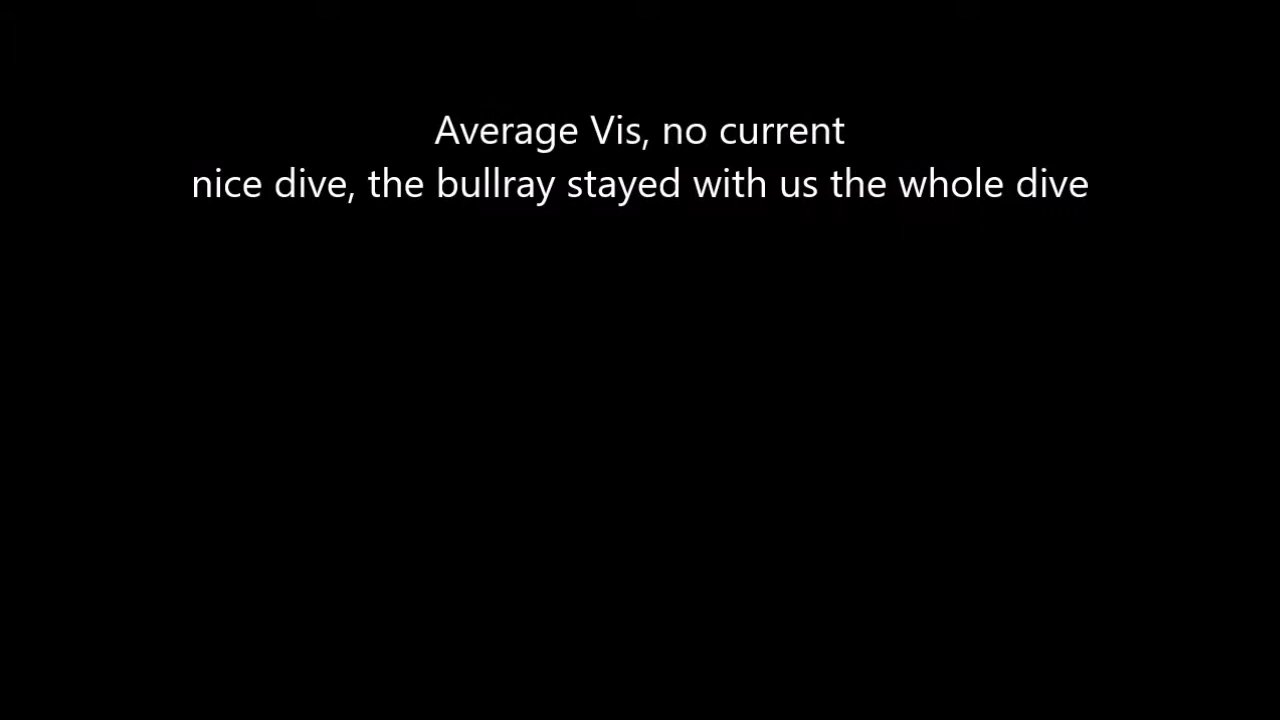 Average Vis, no current
nice dive, the bullray stayed with us the whole dive